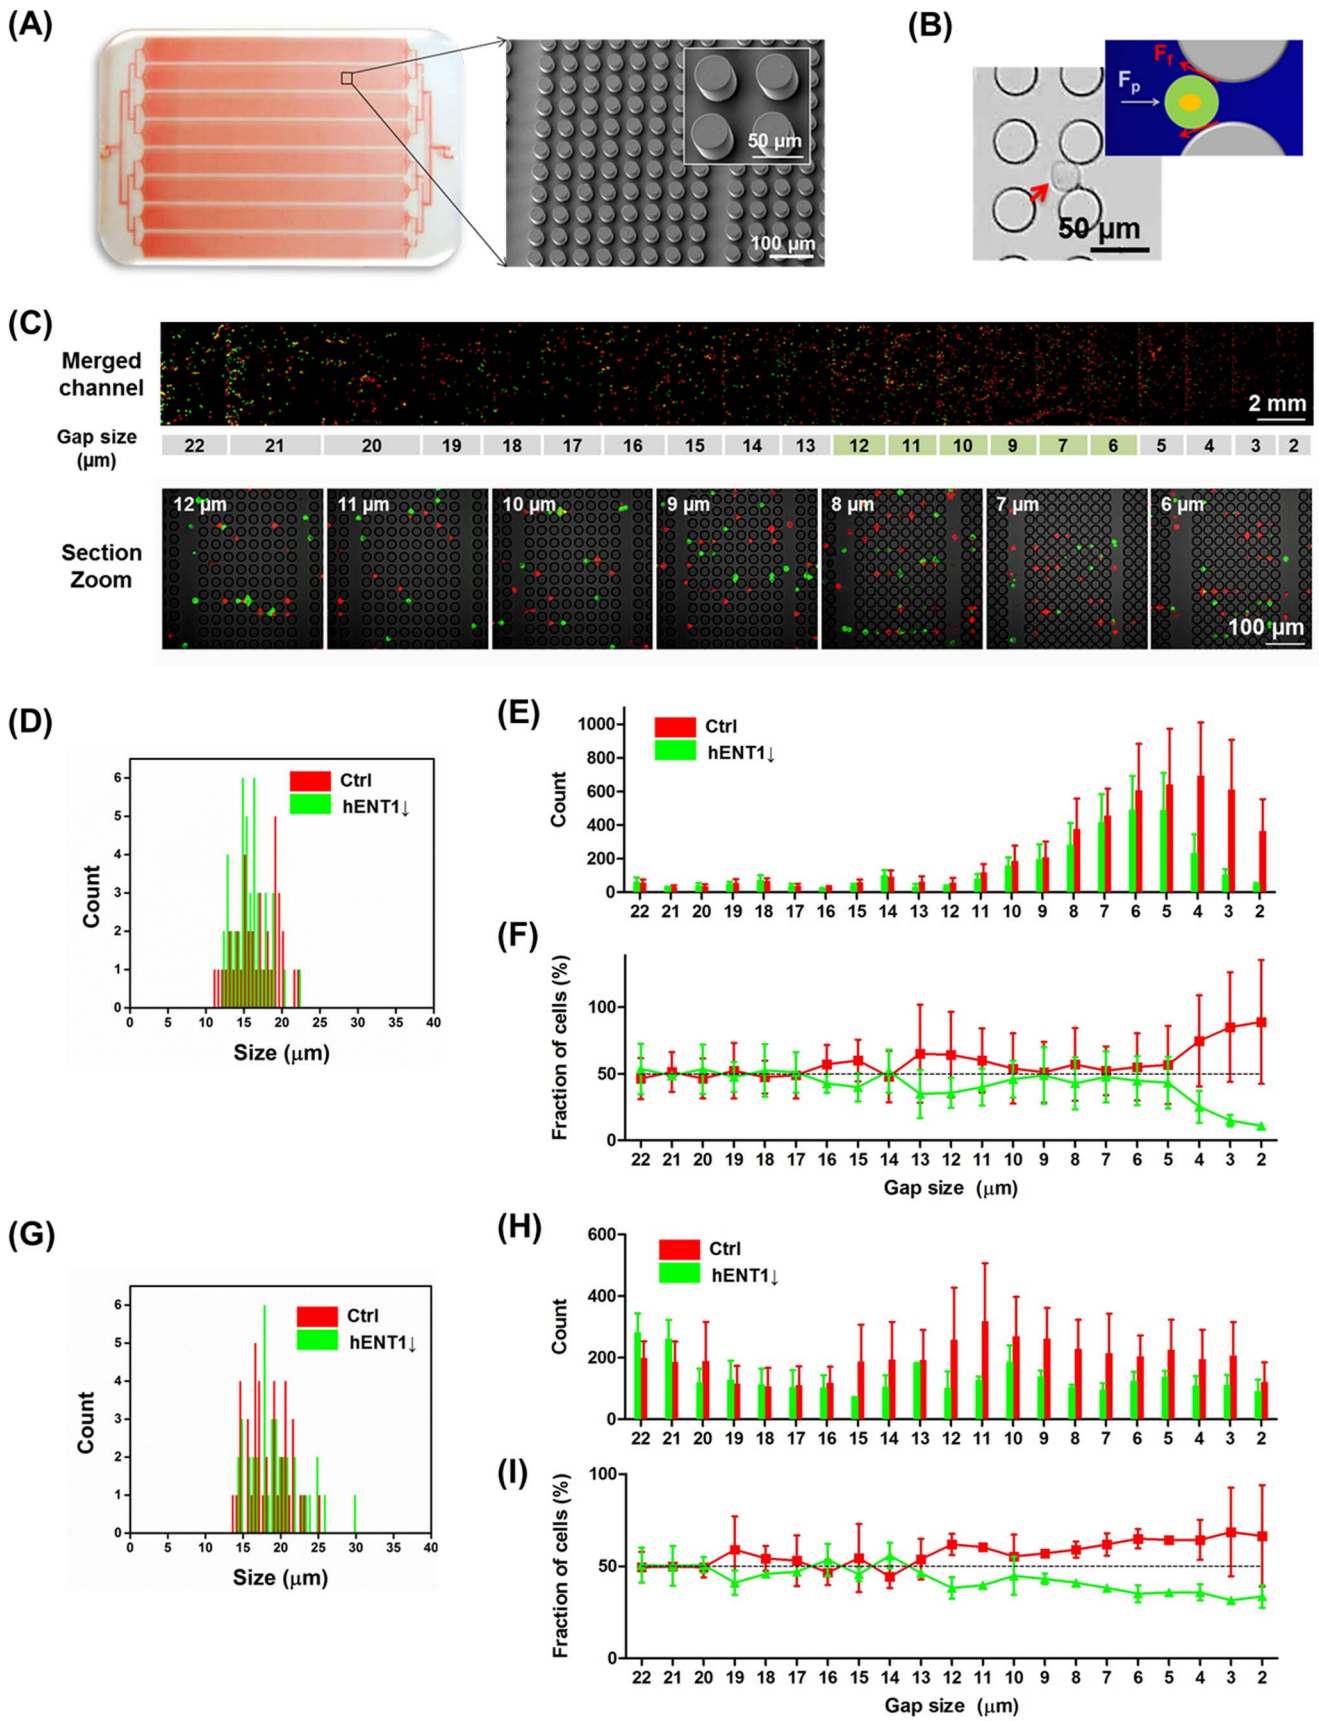 (A)
50 µm
100 µm
(B)
Ff
Fp
50 µm
(C)
Merged
channel
2 mm
Gap size
(µm)
22 21 20 19 18 17 16 15 14 13 12 11 10 9 7 6 5 4 3 2
Section
Zoom
12 µm 11 µm 10 µm 9 µm 8 µm 7 µm 6 µm
100 µm
(D)
Ctrl
hENT1↓
Count
6
5
4
3
2
1
0
0 5 10 15 20 25 30 35 40
Size (µm)
(E)
Ctrl
hENT1↓
Count
1000
800
600
400
200
0
22 21 20 19 18 17 16 15 14 13 12 11 10 9 8 7 6 5 4 3 2
(F)
Fraction of cells (%)
100
50
0
22 21 20 19 18 17 16 15 14 13 12 11 10 9 8 7 6 5 4 3 2
Gap size (µm)
(G)
Ctrl
hENT1↓
Count
6
5
4
3
2
1
0
0 5 10 15 20 25 30 35 40
Size (µm)
(H)
Ctrl
hENT1↓
Count
600
400
200
0
22 21 20 19 18 17 16 15 14 13 12 11 10 9 8 7 6 5 4 3 2
(I)
Fraction of cells (%)
100
50
0
22 21 20 19 18 17 16 15 14 13 12 11 10 9 8 7 6 5 4 3 2
Gap size (µm)